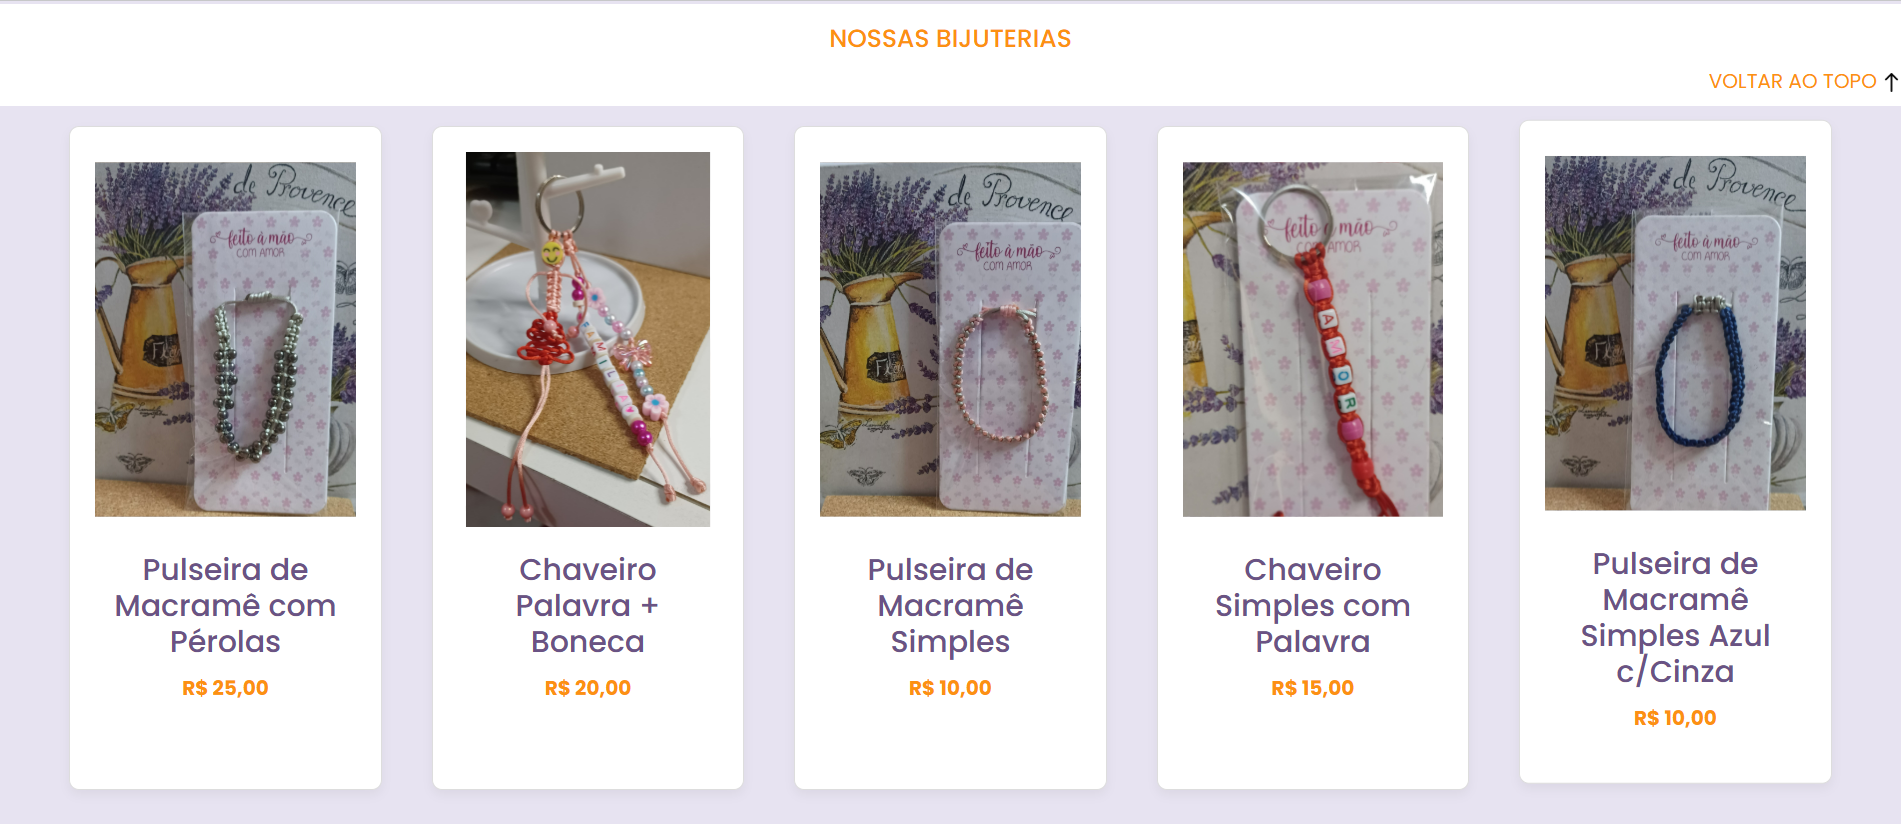 NOSSAS BIJUTERIAS
VOLTAR AO TOPO ↑
de Provence
feito à mão
COM AMOR
Pulseira de
Macramê com
Pérolas
R$ 25,00
Chaveiro
Palavra +
Boneca
R$ 20,00
de Provence
feito à mão
COM AMOR
Pulseira de
Macramê
Simples
R$ 10,00
feito à mão
COM AMOR
AMOR
Chaveiro
Simples com
Palavra
R$ 15,00
de Provence
feito à mão
COM AMOR
Pulseira de
Macramê
Simples Azul
c/Cinza
R$ 10,00